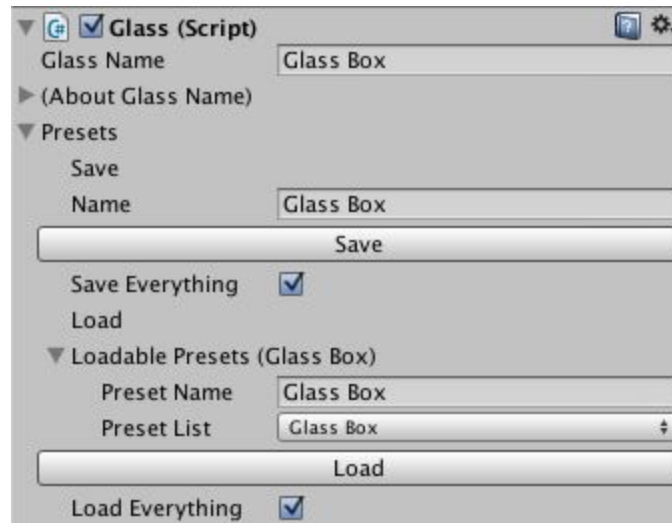 Glass (Script)
Glass Name Glass Box
(About Glass Name)
Presets
Save
Name Glass Box
Save
Save Everything
Load
Loadable Presets (Glass Box)
Preset Name Glass Box
Preset List Glass Box
Load
Load Everything